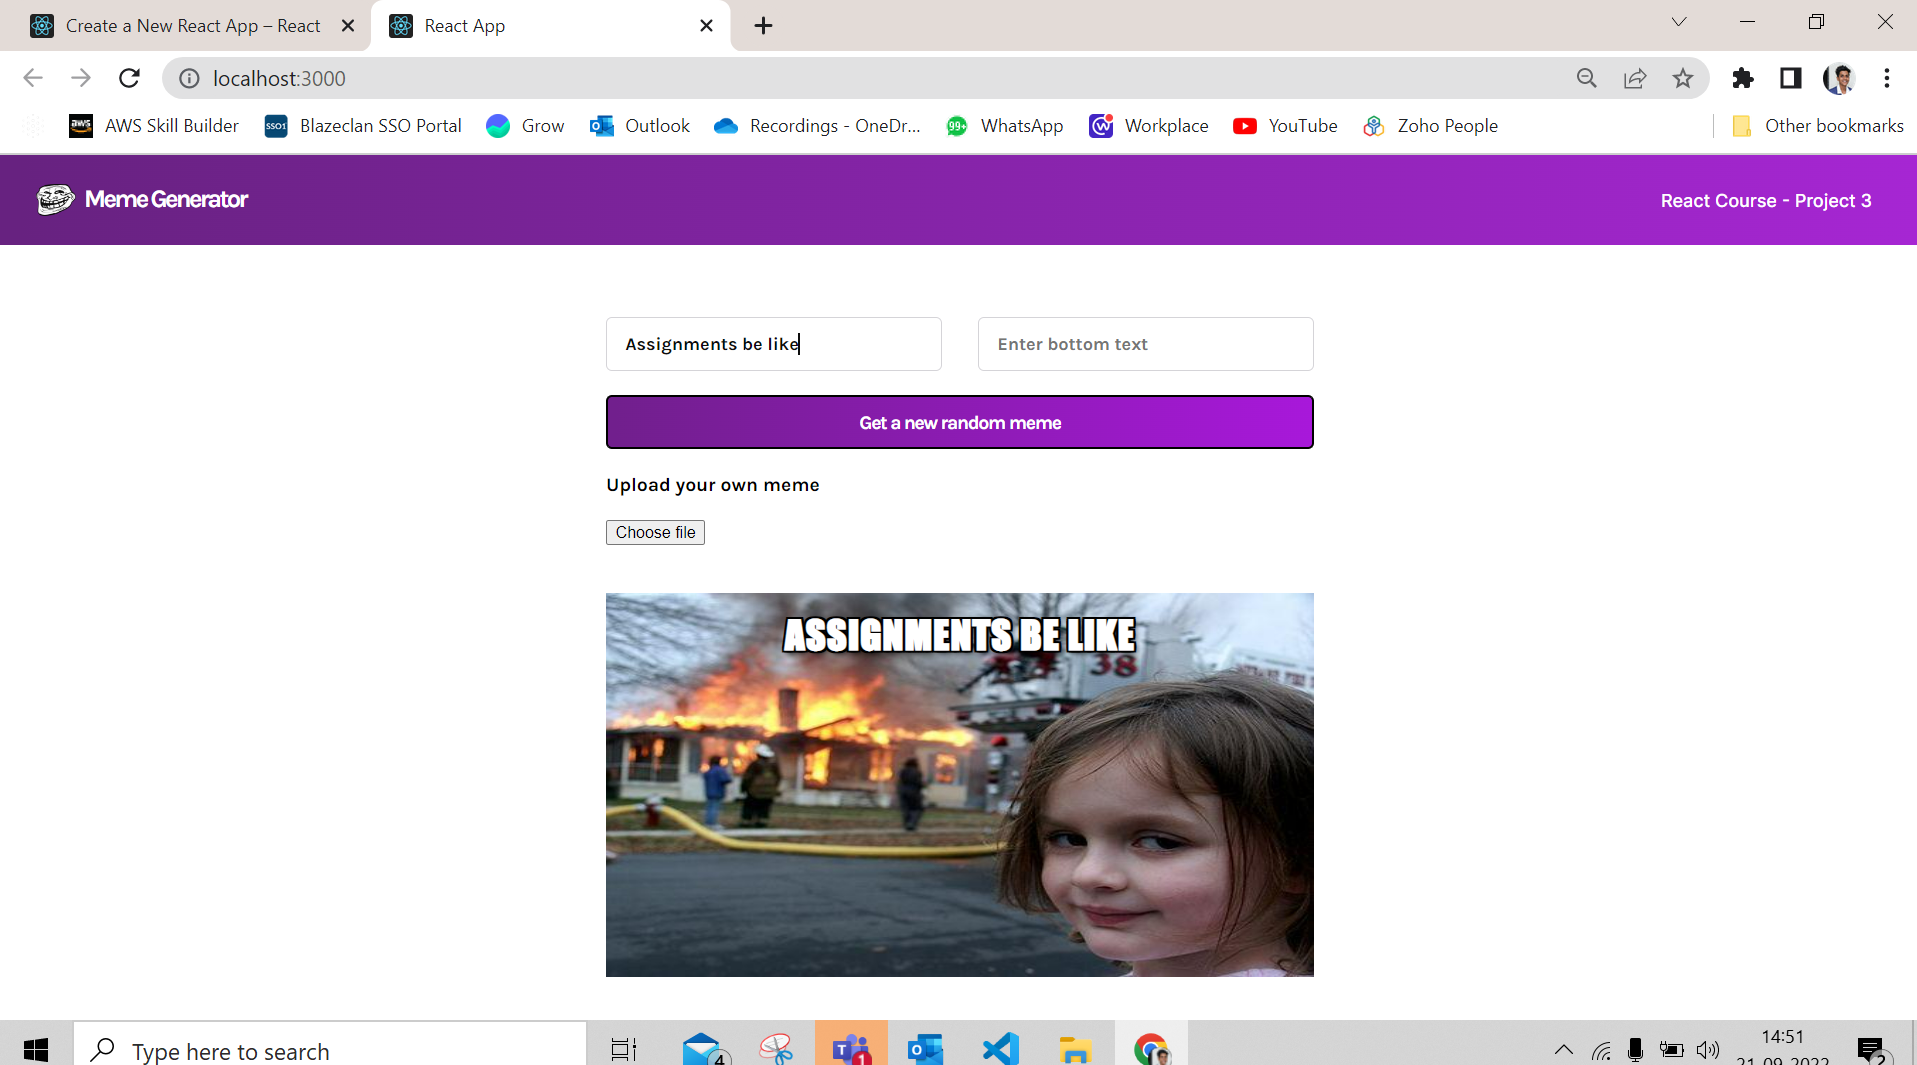 Create a New React App – React
React App
localhost:3000
AWS Skill Builder
Blazeclan SSO Portal
Grow
Outlook
Recordings - OneDr...
99+
WhatsApp
Workplace
YouTube
Zoho People
Other bookmarks
Meme Generator
React Course - Project 3
Assignments be like
Enter bottom text
Get a new random meme
Upload your own meme
Choose file
ASSIGNMENTS BE LIKE
38
Type here to search
4
1
14:51
21-09-2022
2